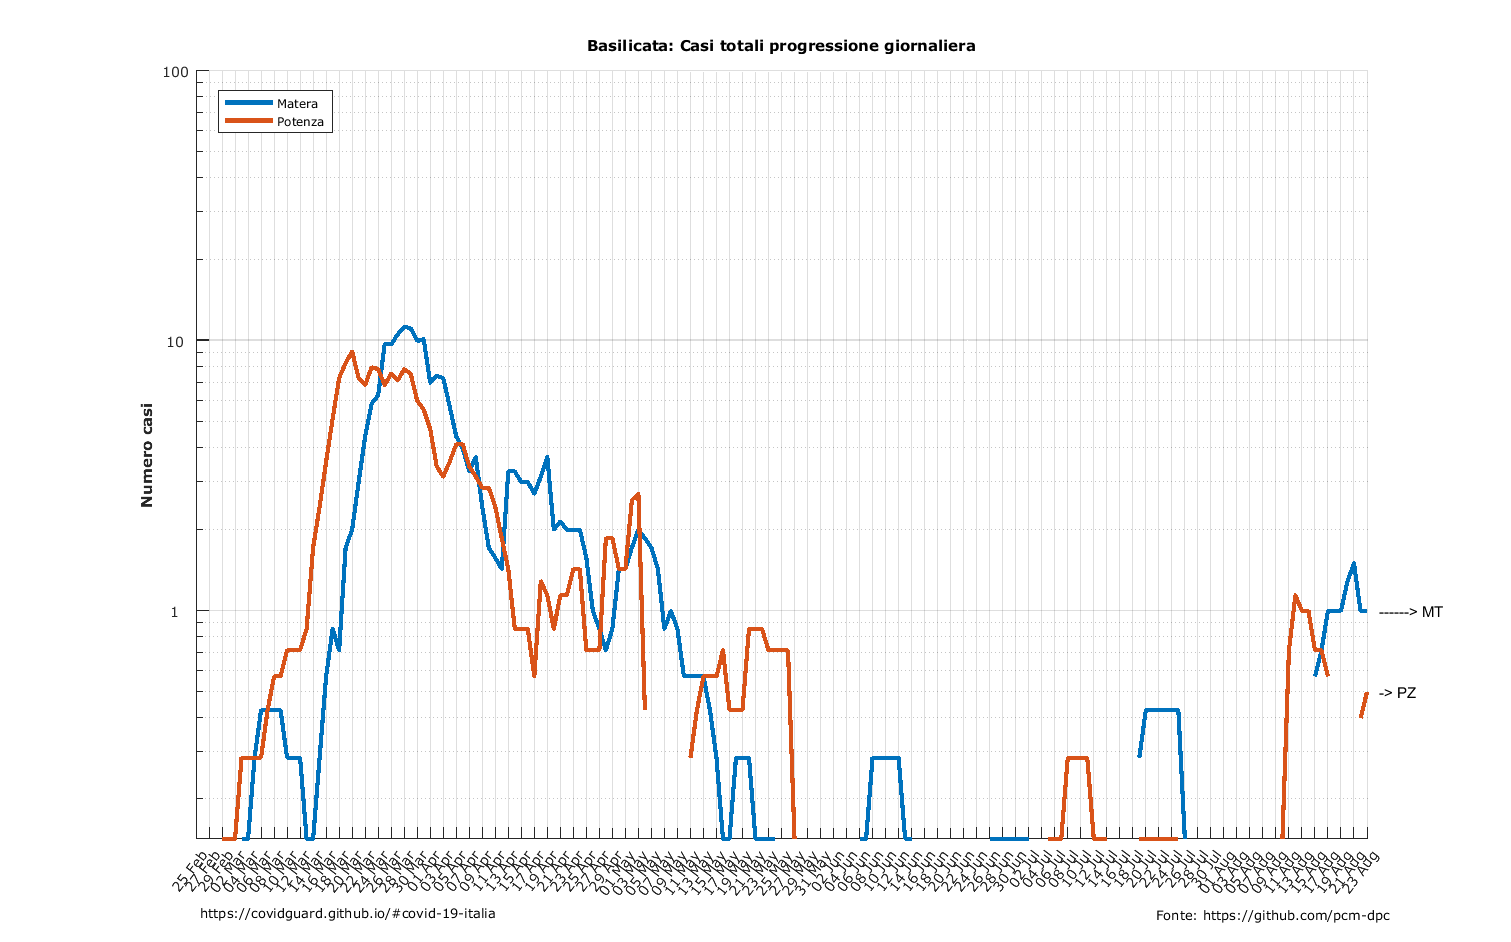 Basilicata: Casi totali progressione giornaliera
100
Matera
Potenza
10
Numero casi
1
------> MT
-> PZ
25 Feb
27 Feb
29 Feb
02 Mar
04 Mar
06 Mar
08 Mar
10 Mar
12 Mar
14 Mar
16 Mar
18 Mar
20 Mar
22 Mar
24 Mar
26 Mar
28 Mar
30 Mar
01 Apr
03 Apr
05 Apr
07 Apr
09 Apr
11 Apr
13 Apr
15 Apr
17 Apr
19 Apr
21 Apr
23 Apr
25 Apr
27 Apr
29 Apr
01 May
03 May
05 May
07 May
09 May
11 May
13 May
15 May
17 May
19 May
21 May
23 May
25 May
27 May
29 May
31 May
02 Jun
04 Jun
06 Jun
08 Jun
10 Jun
12 Jun
14 Jun
16 Jun
18 Jun
20 Jun
22 Jun
24 Jun
26 Jun
28 Jun
30 Jun
02 Jul
04 Jul
06 Jul
08 Jul
10 Jul
12 Jul
14 Jul
16 Jul
18 Jul
20 Jul
22 Jul
24 Jul
26 Jul
28 Jul
30 Jul
01 Aug
03 Aug
05 Aug
07 Aug
09 Aug
11 Aug
13 Aug
15 Aug
17 Aug
19 Aug
21 Aug
23 Aug
https://covidguard.github.io/#covid-19-italia
Fonte: https://github.com/pcm-dpc